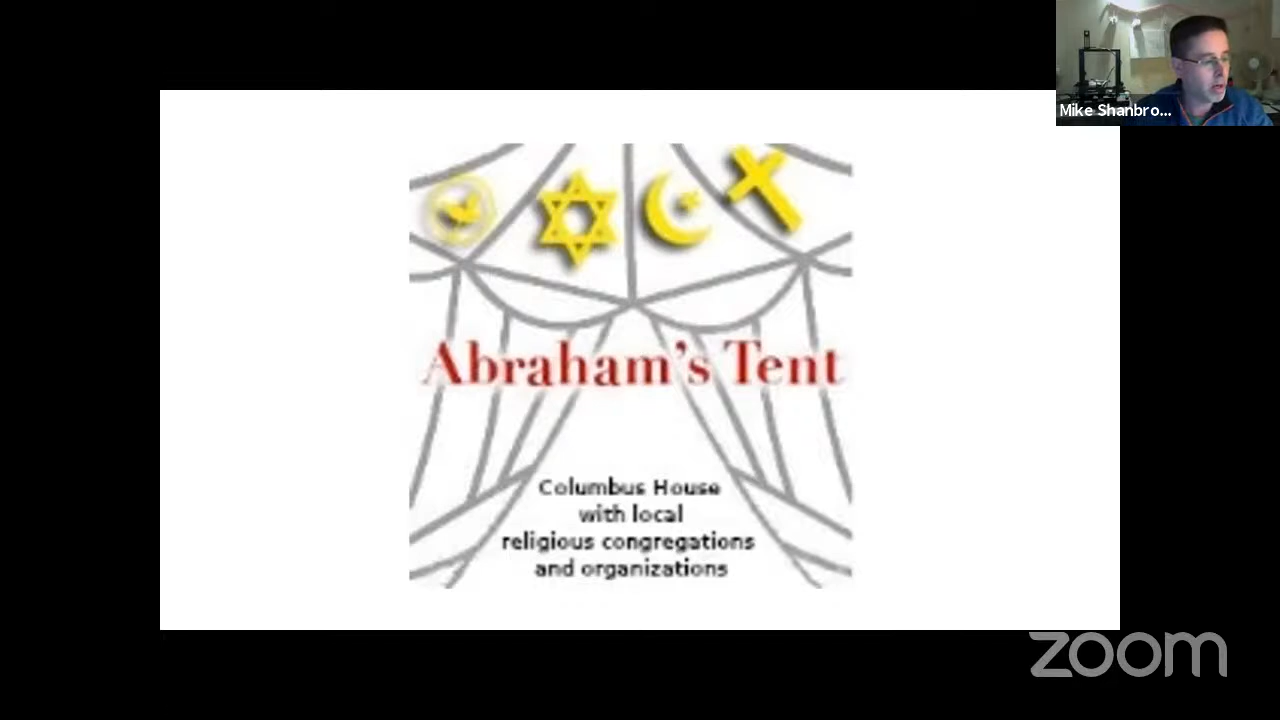 Mike Shanbro...
Abraham's Tent
Columbus House
with local
religious congregations
and organizations
zoom